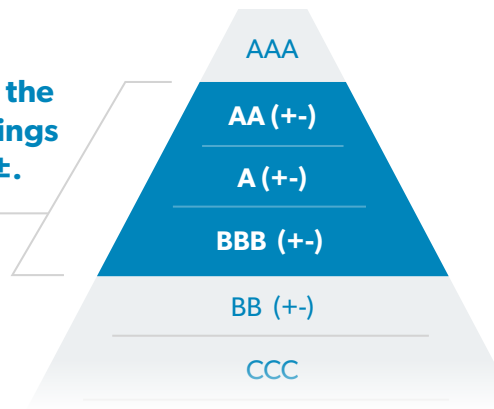 the
ings
±.
AAA
AA (+-)
A (+-)
BBB (+-)
BB (+-)
CCC